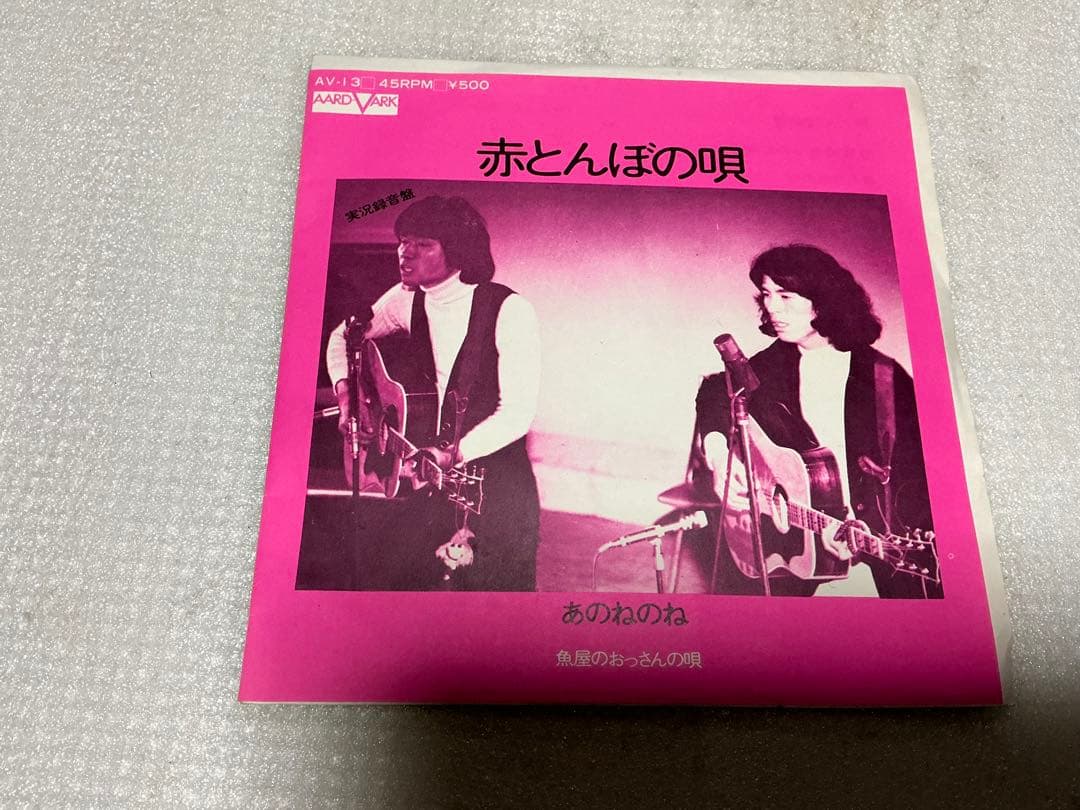 AV-13□ 45RPM□¥500
AARD-VARK
赤とんぼの唄
実況録音盤
あのねのね
魚屋のおっさんの唄